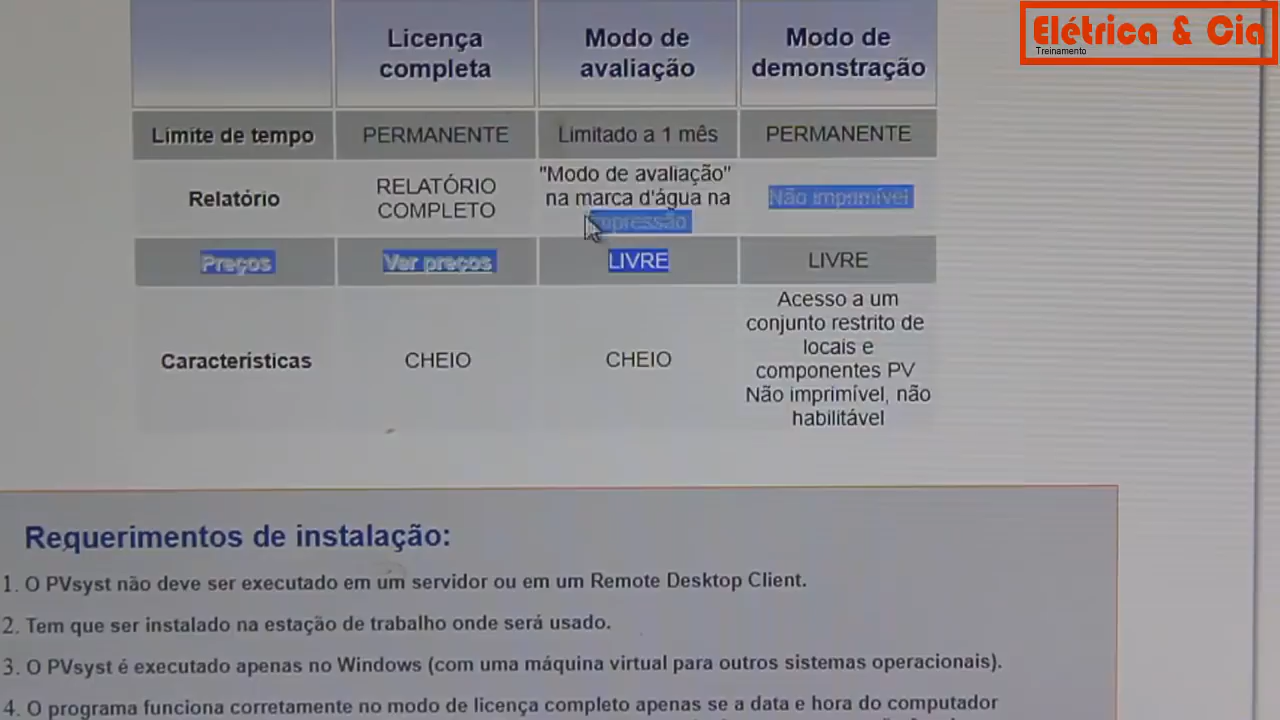 Elétrica & Cia
Treinamento
Licença completa
Modo de avaliação
Modo de demonstração
Limite de tempo
PERMANENTE
Limitado a 1 mês
PERMANENTE
Relatório
RELATÓRIO COMPLETO
"Modo de avaliação" na marca d'água na impressão
Não imprimível
Preços
Ver preços
LIVRE
LIVRE
Características
CHEIO
CHEIO
Acesso a um conjunto restrito de locais e componentes PV
Não imprimível, não habilitável
Requerimentos de instalação:
1. O PVsyst não deve ser executado em um servidor ou em um Remote Desktop Client.
2. Tem que ser instalado na estação de trabalho onde será usado.
3. O PVsyst é executado apenas no Windows (com uma máquina virtual para outros sistemas operacionais).
4. O programa funciona corretamente no modo de licença completo apenas se a data e hora do computador